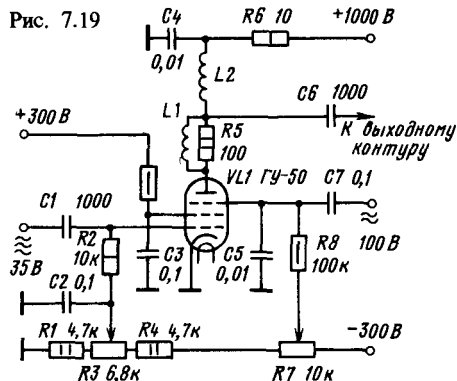 Рис. 7.19
C4
0,01
R6 10
+1000 В
L2
C6 1000
К выходному
контуру
L1
R5
100
+300 В
VL1 ГУ-50
C7 0,1
C1 1000
R2
10к
C3
0,1
C5
0,01
R8
100к
100 В
35 В
C2 0,1
R1 4,7к
R4 4,7к
-300 В
R3 6,8к
R7 10к